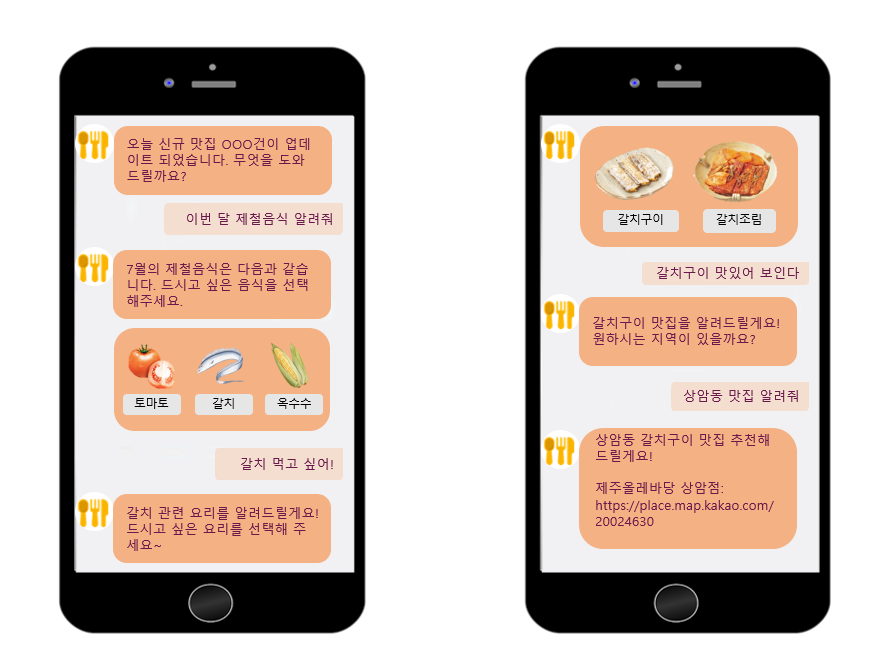 오늘 신규 맛집 OOO건이 업데
이트 되었습니다. 무엇을 도와
드릴까요?
이번 달 제철음식 알려줘
7월의 제철음식은 다음과 같습
니다. 드시고 싶은 음식을 선택
해주세요.
토마토
갈치
옥수수
갈치 먹고 싶어!
갈치 관련 요리를 알려드릴게요!
드시고 싶은 요리를 선택해 주
세요~
갈치구이
갈치조림
갈치구이 맛있어 보인다
갈치구이 맛집을 알려드릴게요!
원하시는 지역이 있을까요?
상암동 맛집 알려줘
상암동 갈치구이 맛집 추천해
드릴게요!
제주올레바당 상암점:
https://place.map.kakao.com/
20024630